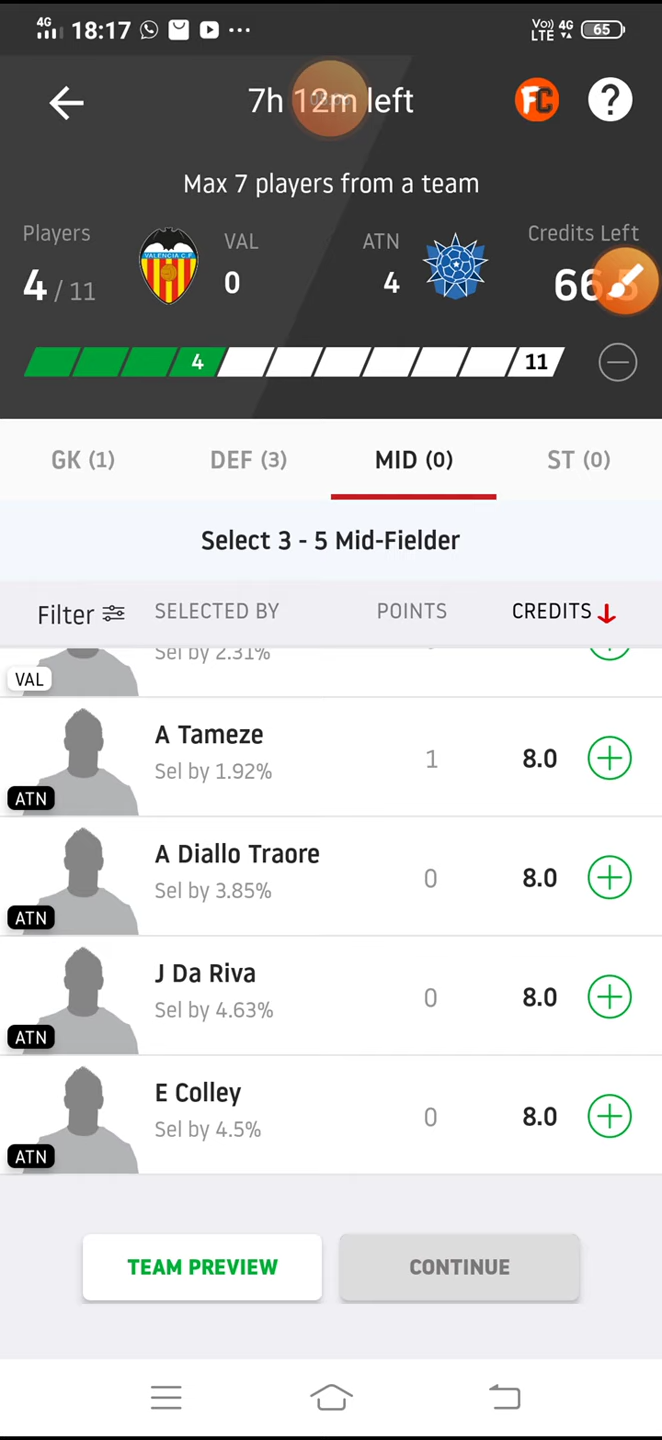 4G 18:17 Vo) LTE 4G 65
7h 12m left FC ?
Max 7 players from a team
Players VAL ATN Credits Left
4 / 11 VALENCIA C.F 0 4
4 11
GK (1) DEF (3) MID (0) ST (0)
Select 3 - 5 Mid-Fielder
Filter SELECTED BY POINTS CREDITS
Sel by 2.31%
VAL
A Tameze
Sel by 1.92% 1 8.0
ATN
A Diallo Traore
Sel by 3.85% 0 8.0
ATN
J Da Riva
Sel by 4.63% 0 8.0
ATN
E Colley
Sel by 4.5% 0 8.0
ATN
TEAM PREVIEW CONTINUE